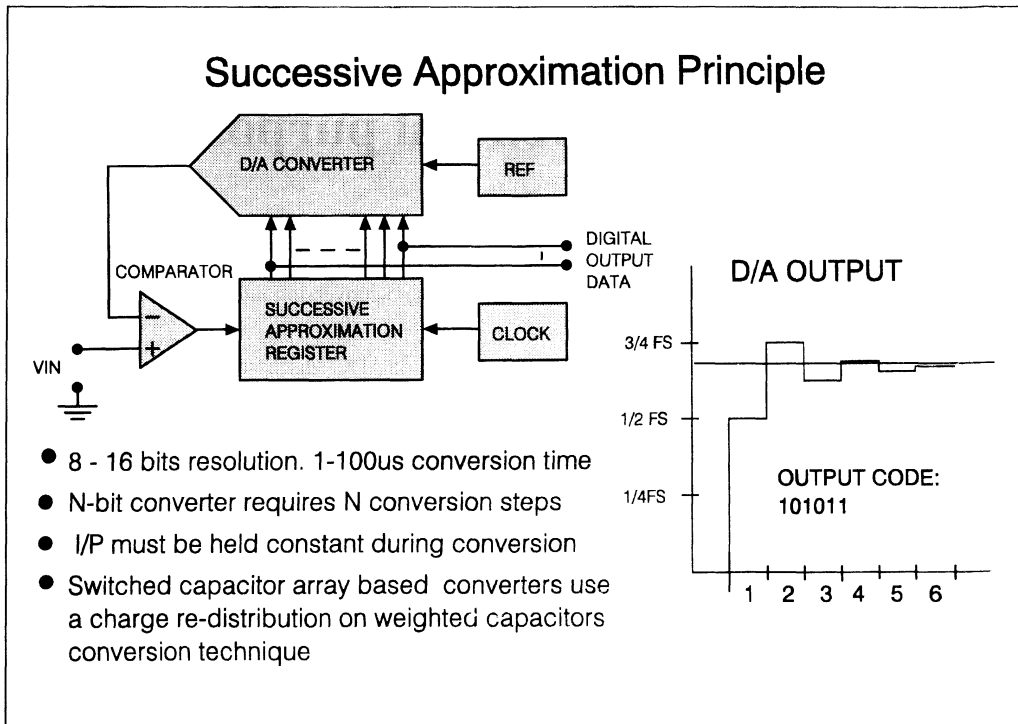 Successive Approximation Principle
D/A CONVERTER
REF
DIGITAL
OUTPUT
DATA
COMPARATOR
SUCCESSIVE
APPROXIMATION
REGISTER
CLOCK
−
+
VIN
D/A OUTPUT
3/4 FS
1/2 FS
1/4FS
OUTPUT CODE:
101011
1 2 3 4 5 6
● 8 - 16 bits resolution. 1-100us conversion time
● N-bit converter requires N conversion steps
● I/P must be held constant during conversion
● Switched capacitor array based converters use
a charge re-distribution on weighted capacitors
conversion technique